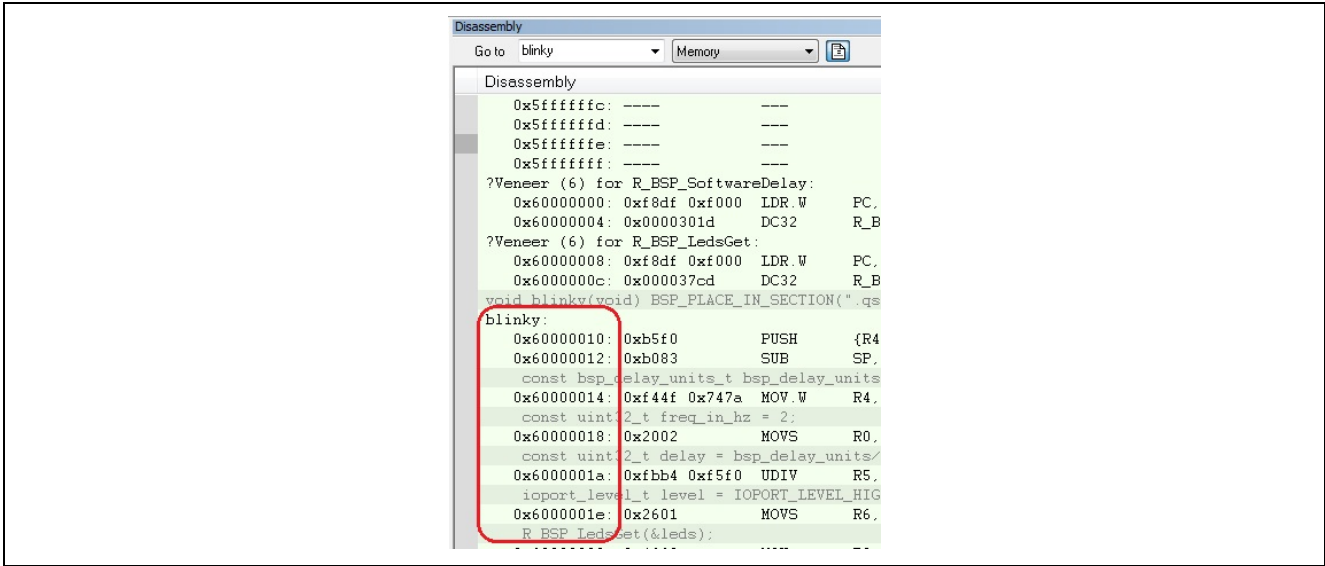 Disassembly
Go to blinky Memory
Disassembly
0x5ffffffc: ---- ---
0x5ffffffd: ---- ---
0x5ffffffe: ---- ---
0x5fffffff: ---- ---
?Veneer (6) for R_BSP_SoftwareDelay:
0x60000000: 0xf8df 0xf000 LDR.W PC,
0x60000004: 0x0000301d DC32 R_B
?Veneer (6) for R_BSP_LedsGet:
0x60000008: 0xf8df 0xf000 LDR.W PC,
0x6000000c: 0x000037cd DC32 R_B
void blinky(void) BSP_PLACE_IN_SECTION(".qs
blinky:
0x60000010: 0xb5f0 PUSH {R4
0x60000012: 0xb083 SUB SP,
const bsp_delay_units_t bsp_delay_units
0x60000014: 0xf44f 0x747a MOV.W R4,
const uint32_t freq_in_hz = 2;
0x60000018: 0x2002 MOVS R0,
const uint32_t delay = bsp_delay_units/
0x6000001a: 0xfbb4 0xf5f0 UDIV R5,
ioport_level_t level = IOPORT_LEVEL_HIG
0x6000001e: 0x2601 MOVS R6,
R_BSP_LedsGet(&leds);